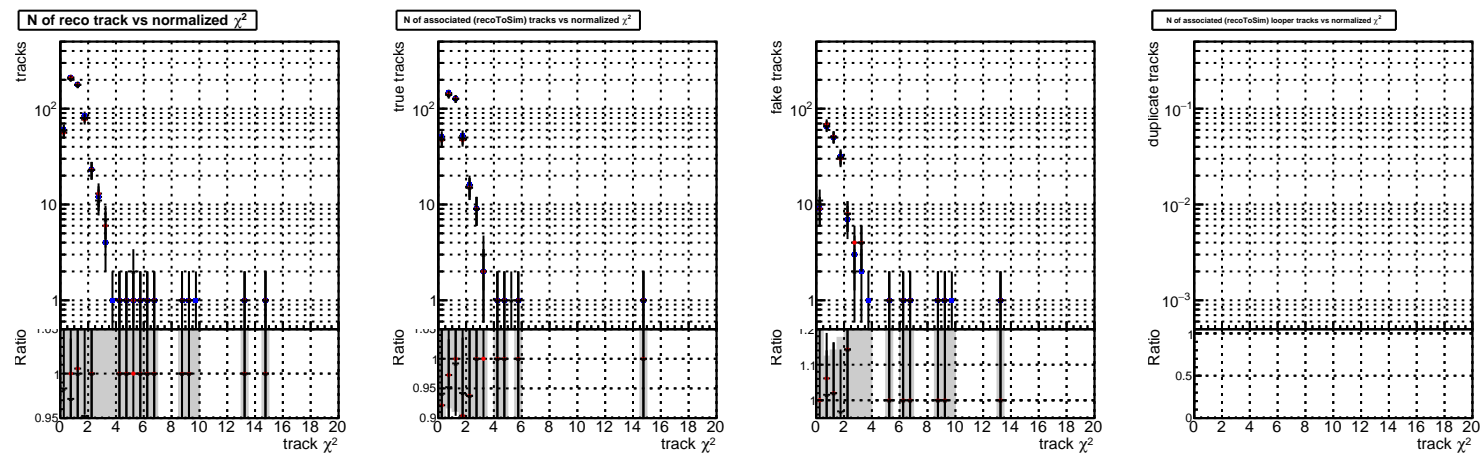 N of reco track vs normalized χ²
tracks
10²
10
1
Ratio
1.05
1
0.95
0 2 4 6 8 10 12 14 16 18 20
track χ²
N of associated (recoToSim) tracks vs normalized χ²
true tracks
10²
10
1
Ratio
1.05
1
0.95
0.9
0 2 4 6 8 10 12 14 16 18 20
track χ²
fake tracks
10²
10
1
Ratio
1.2
1.1
1
0 2 4 6 8 10 12 14 16 18 20
track χ²
N of associated (recoToSim) looper tracks vs normalized χ²
duplicate tracks
10⁻¹
10⁻²
10⁻³
Ratio
1
0.5
0
0 2 4 6 8 10 12 14 16 18 20
track χ²